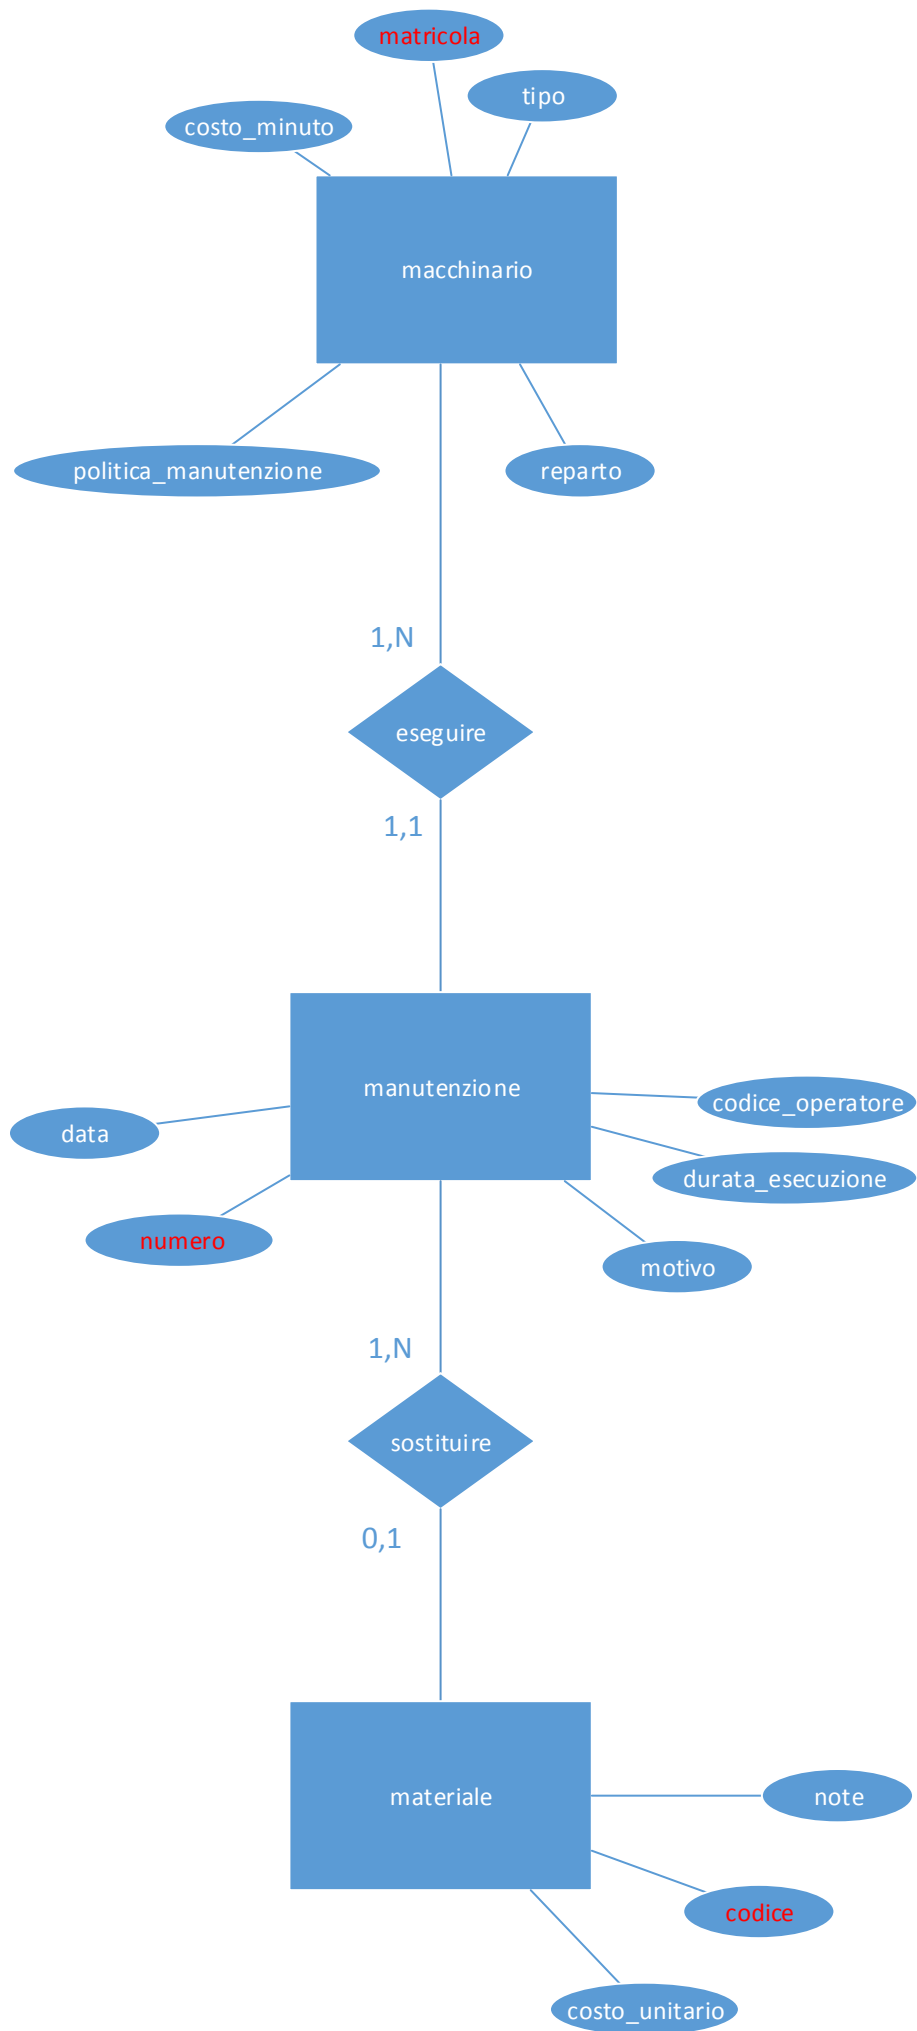 matricola
tipo
costo_minuto
macchinario
politica_manutenzione
reparto
1,N
eseguire
1,1
manutenzione
codice_operatore
data
durata_esecuzione
numero
motivo
1,N
sostituire
0,1
materiale
note
codice
costo_unitario